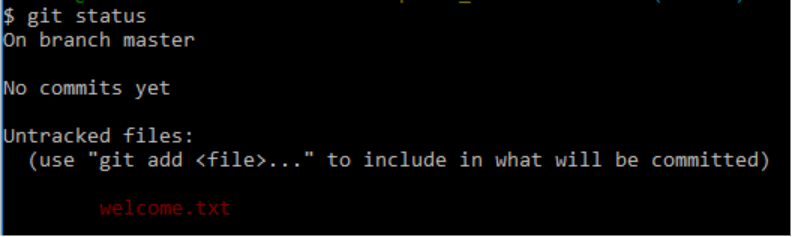 $ git status
On branch master
No commits yet
Untracked files:
(use "git add <file>..." to include in what will be committed)
welcome.txt